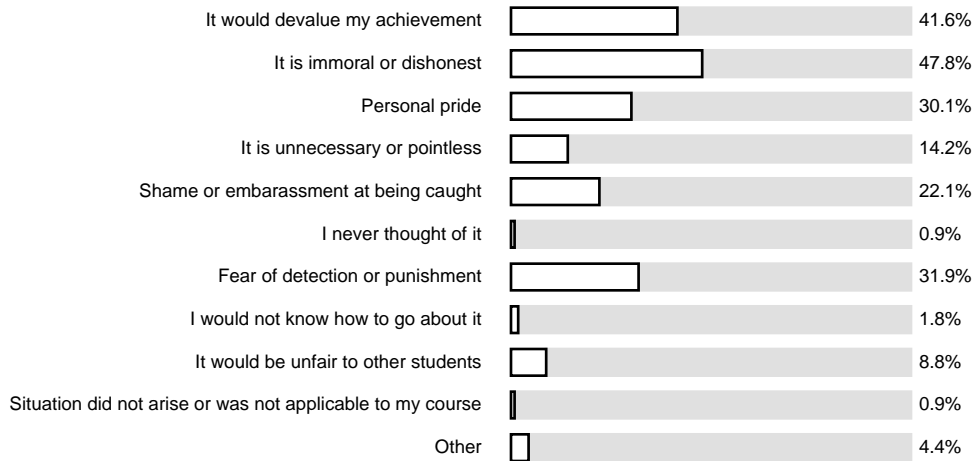 It would devalue my achievement 41.6%
It is immoral or dishonest 47.8%
Personal pride 30.1%
It is unnecessary or pointless 14.2%
Shame or embarassment at being caught 22.1%
I never thought of it 0.9%
Fear of detection or punishment 31.9%
I would not know how to go about it 1.8%
It would be unfair to other students 8.8%
Situation did not arise or was not applicable to my course 0.9%
Other 4.4%